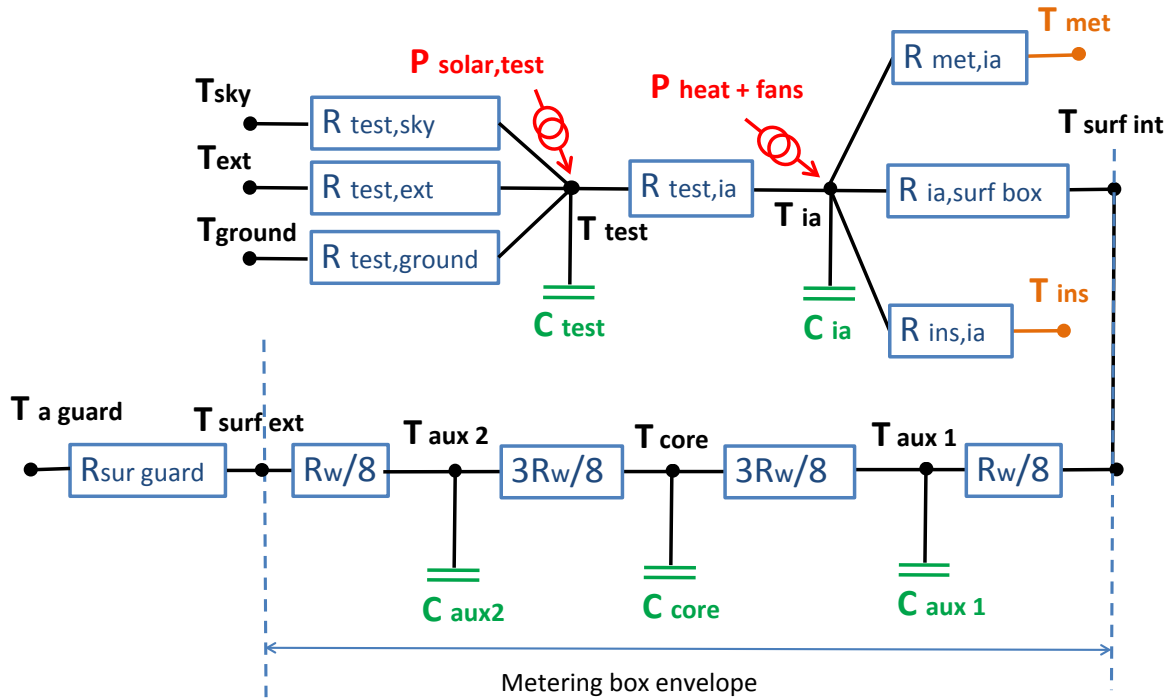 T met
P solar,test
R met,ia
P heat + fans
Tsky
R test,sky
T surf int
Text
R test,ext
R test,ia
R ia,surf box
T test
T ia
Tground
R test,ground
T ins
C test
C ia
R ins,ia
T a guard
T surf ext
T aux 2
T core
T aux 1
Rsur guard
Rw/8
3Rw/8
3Rw/8
Rw/8
C aux2
C core
C aux 1
Metering box envelope